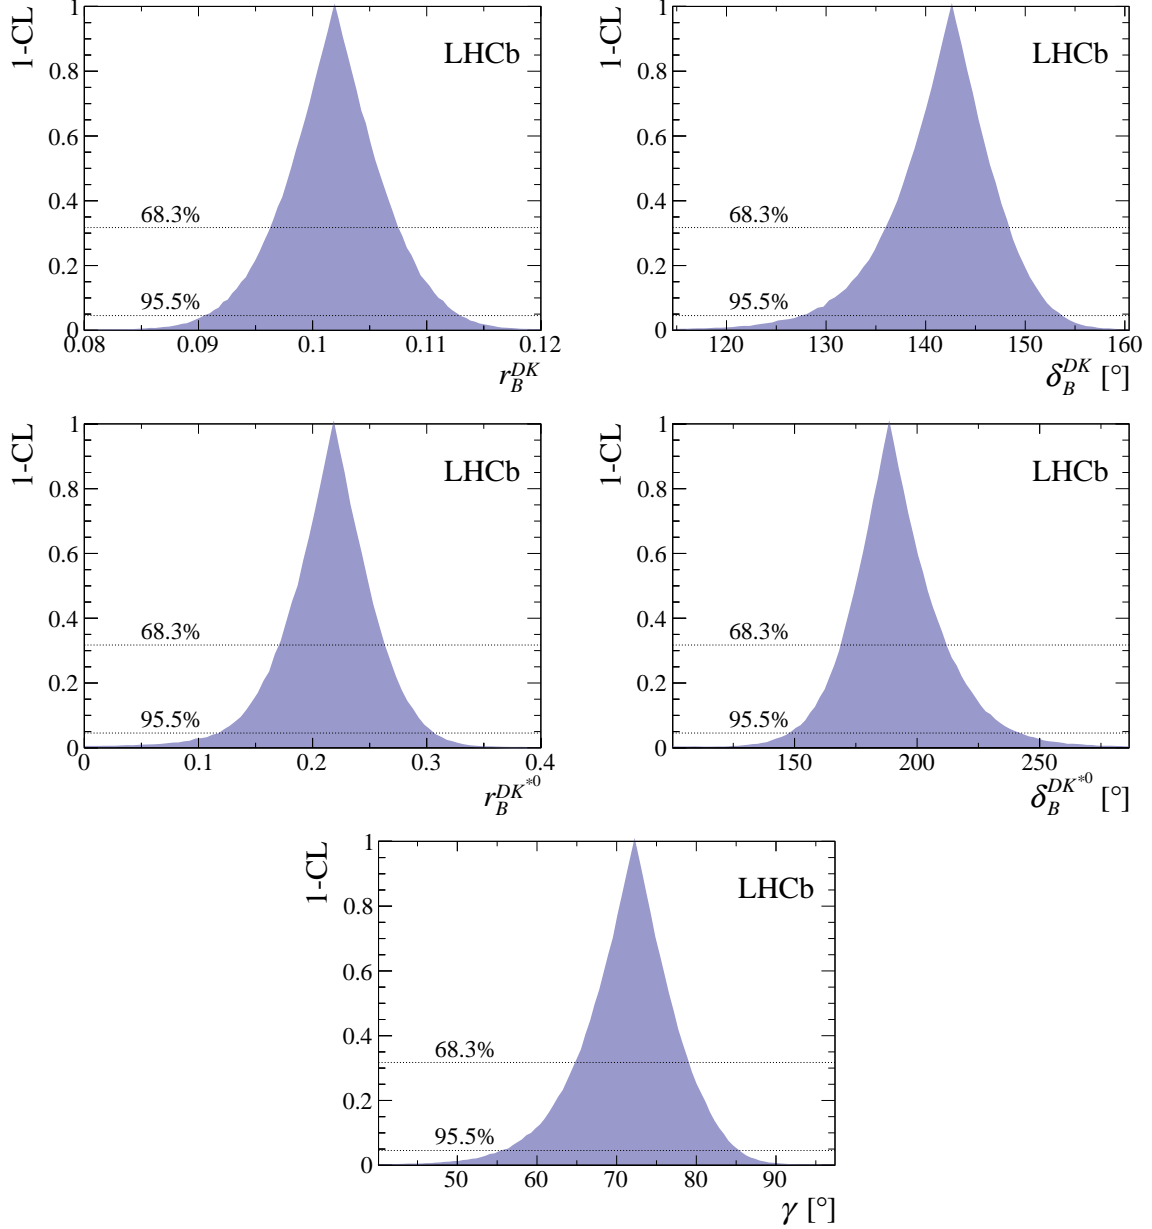 1-CL
1
LHCb
0.8
0.6
0.4
68.3%
0.2
95.5%
0
0.08 0.09 0.1 0.11 0.12
r_B^{DK}
1-CL
1
LHCb
0.8
0.6
0.4
68.3%
0.2
95.5%
0
120 130 140 150 160
δ_B^{DK} [°]
1-CL
1
LHCb
0.8
0.6
0.4
68.3%
0.2
95.5%
0
0 0.1 0.2 0.3 0.4
r_B^{DK*0}
1-CL
1
LHCb
0.8
0.6
0.4
68.3%
0.2
95.5%
0
150 200 250
δ_B^{DK*0} [°]
1-CL
1
LHCb
0.8
0.6
0.4
68.3%
0.2
95.5%
0
50 60 70 80 90
γ [°]